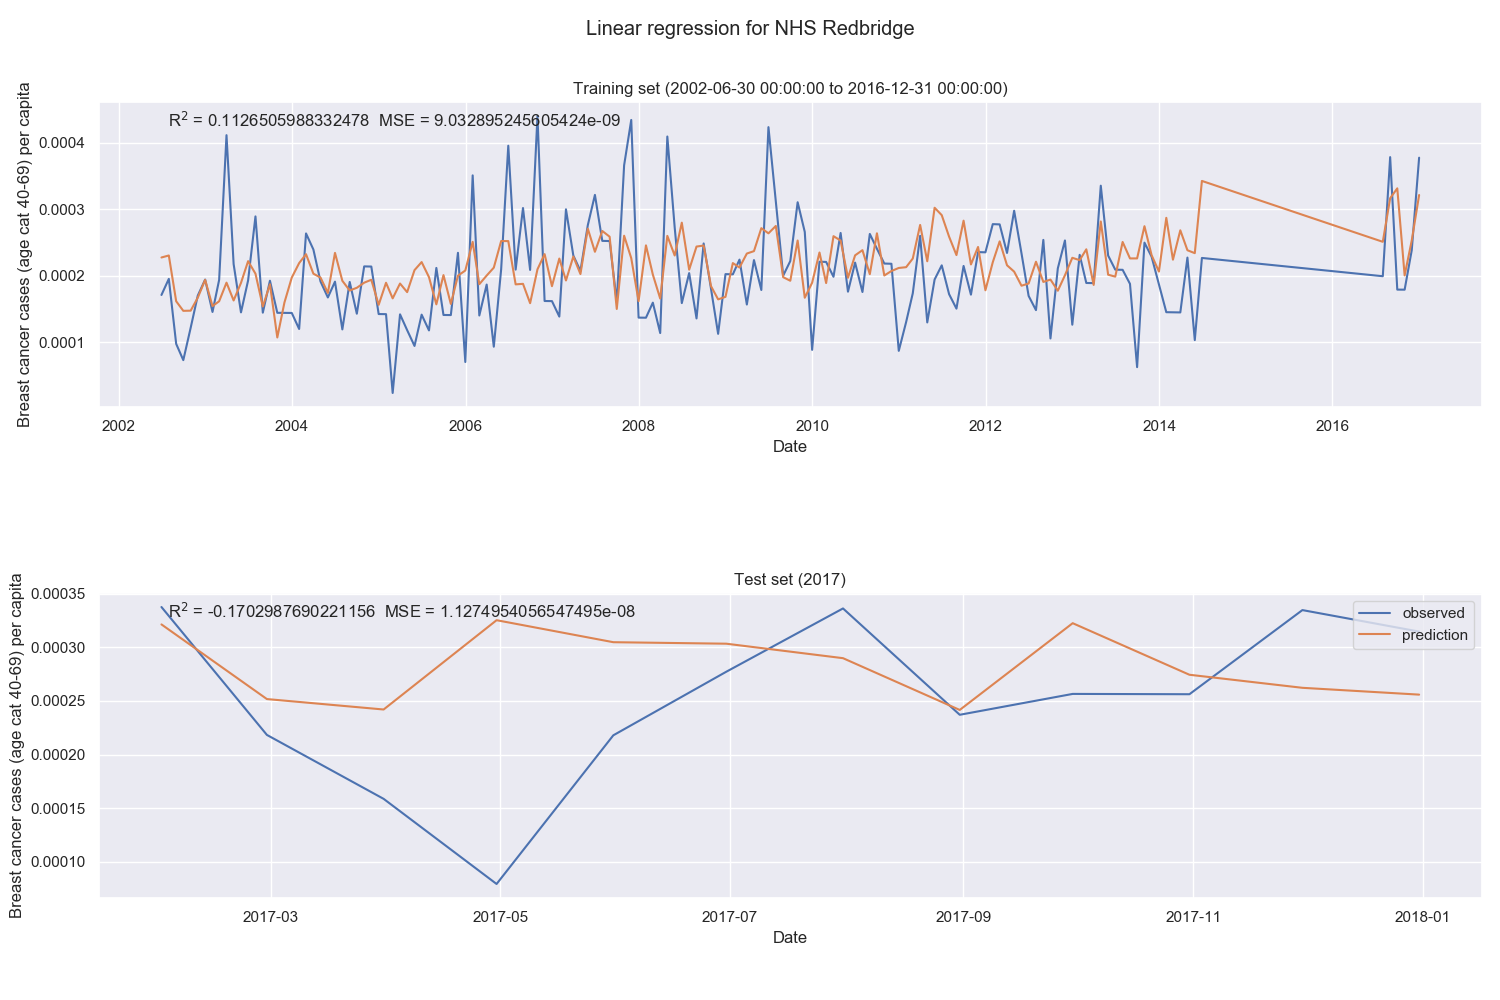 Linear regression for NHS Redbridge
Training set (2002-06-30 00:00:00 to 2016-12-31 00:00:00)
R² = 0.1126505988332478 MSE = 9.032895245605424e-09
Breast cancer cases (age cat 40-69) per capita
0.0004
0.0003
0.0002
0.0001
2002 2004 2006 2008 2010 2012 2014 2016
Date
Test set (2017)
R² = -0.1702987690221156 MSE = 1.1274954056547495e-08
observed
prediction
Breast cancer cases (age cat 40-69) per capita
0.00035
0.00030
0.00025
0.00020
0.00015
0.00010
2017-03 2017-05 2017-07 2017-09 2017-11 2018-01
Date